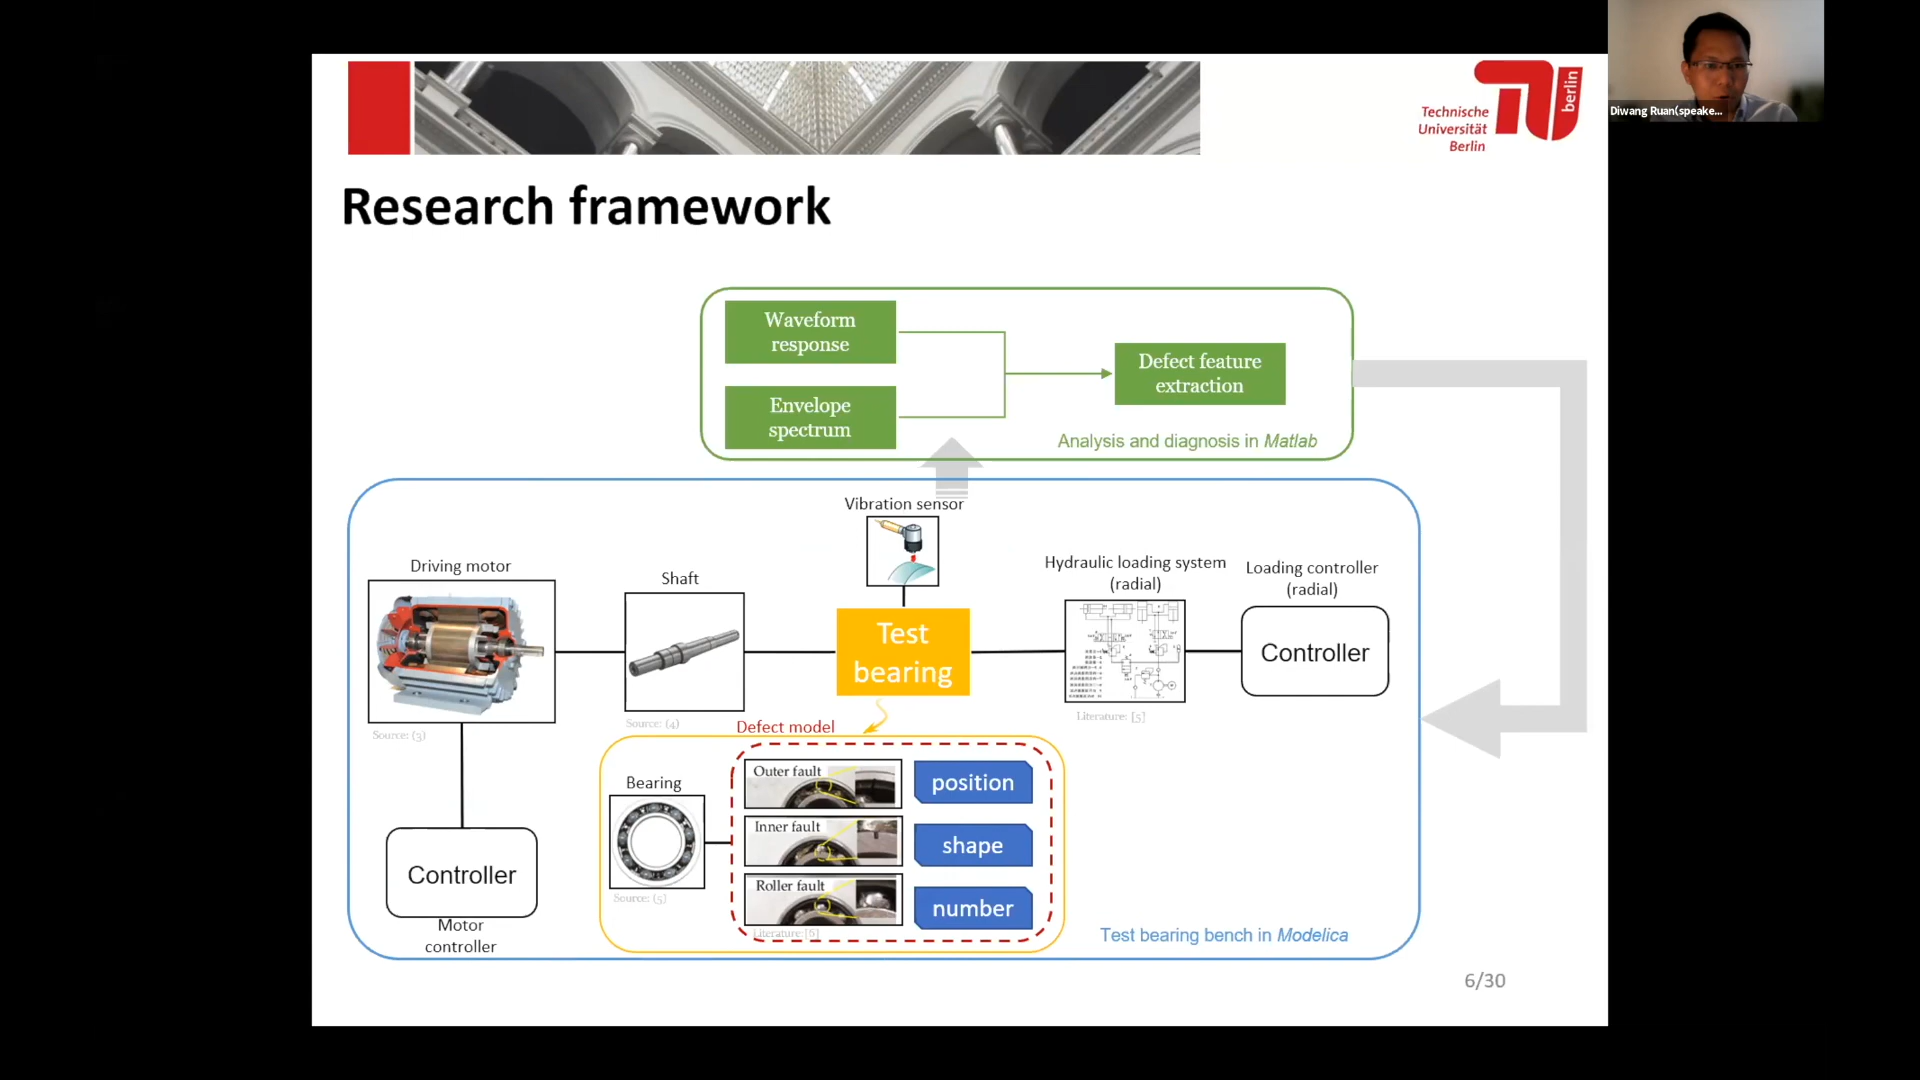 Technische
Universität
Berlin
berlin
Diwang Ruan(speake...
Research framework
Waveform
response
Envelope
spectrum
Defect feature
extraction
Analysis and diagnosis in Matlab
Vibration sensor
Driving motor
Source: (3)
Shaft
Source: (4)
Test
bearing
Hydraulic loading system
(radial)
Literature: [5]
Loading controller
(radial)
Controller
Defect model
Bearing
Source: (5)
Outer fault
Inner fault
Roller fault
Literature:[6]
position
shape
number
Controller
Motor
controller
Test bearing bench in Modelica
6/30